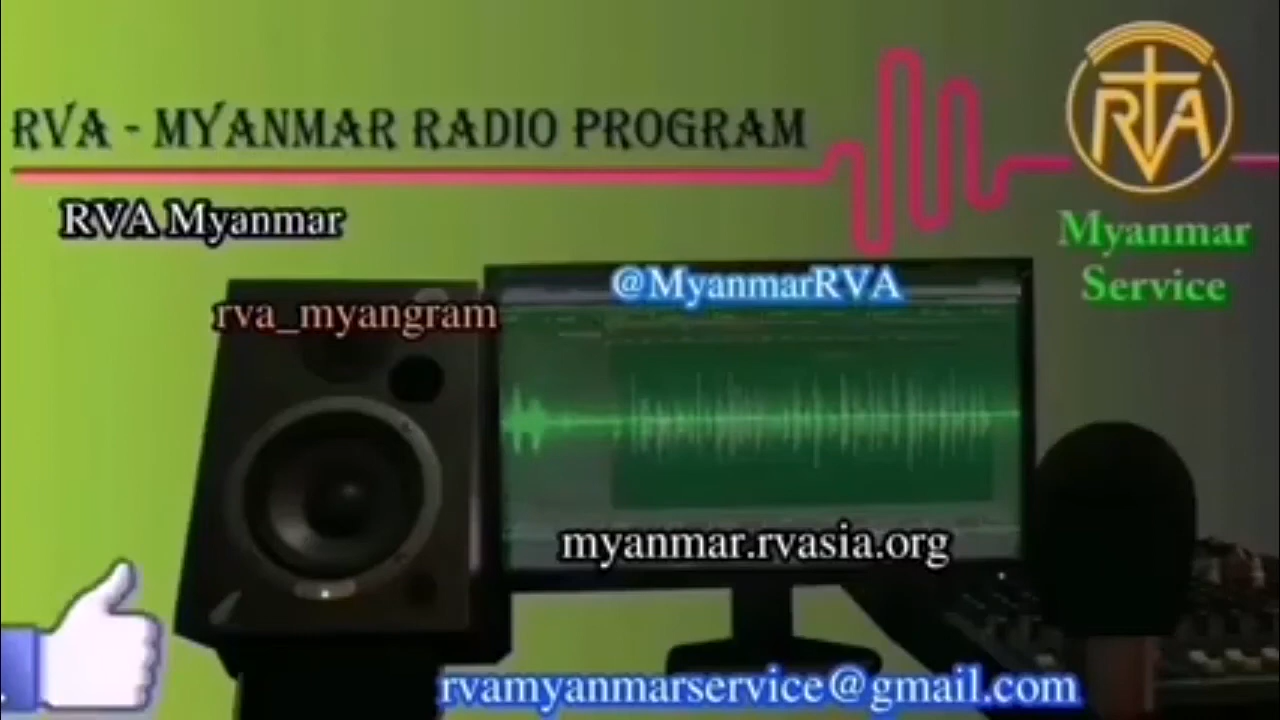 RVA - MYANMAR RADIO PROGRAM
RVA
Myanmar
Service
RVA Myanmar
@MyanmarRVA
rva_myangram
myanmar.rvasia.org
rvamyanmarservice@gmail.com